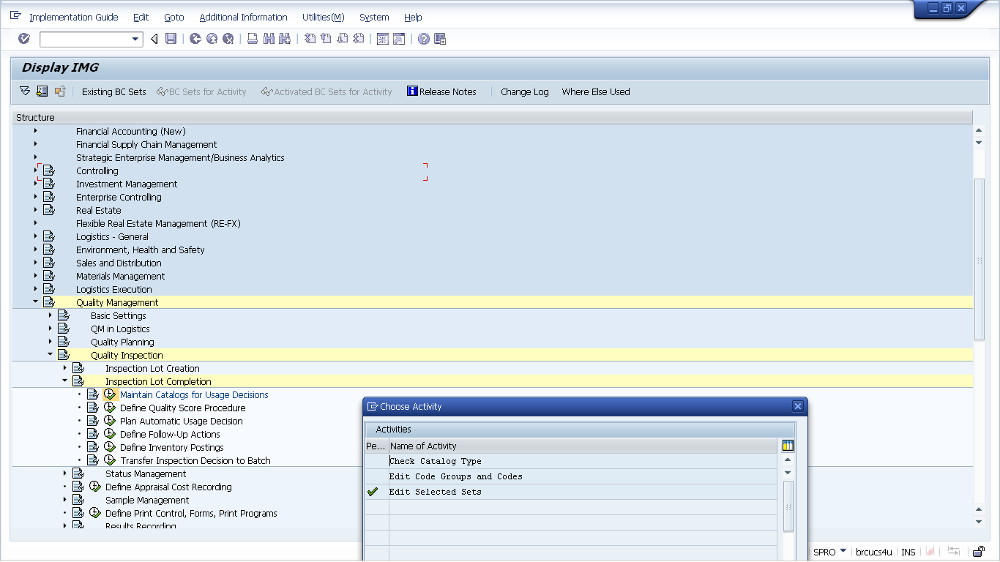 Implementation Guide Edit Goto Additional Information Utilities(M) System Help
Display IMG
Existing BC Sets BC Sets for Activity Activated BC Sets for Activity Release Notes Change Log Where Else Used
Structure
Financial Accounting (New)
Financial Supply Chain Management
Strategic Enterprise Management/Business Analytics
Controlling
Investment Management
Enterprise Controlling
Real Estate
Flexible Real Estate Management (RE-FX)
Logistics - General
Environment, Health and Safety
Sales and Distribution
Materials Management
Logistics Execution
Quality Management
Basic Settings
QM in Logistics
Quality Planning
Quality Inspection
Inspection Lot Creation
Inspection Lot Completion
Maintain Catalogs for Usage Decisions
Define Quality Score Procedure
Plan Automatic Usage Decision
Define Follow-Up Actions
Define Inventory Postings
Transfer Inspection Decision to Batch
Status Management
Define Appraisal Cost Recording
Sample Management
Define Print Control, Forms, Print Programs
Results Recording
Choose Activity
Activities
Pe... Name of Activity
Check Catalog Type
Edit Code Groups and Codes
Edit Selected Sets
SPRO brcucs4u INS